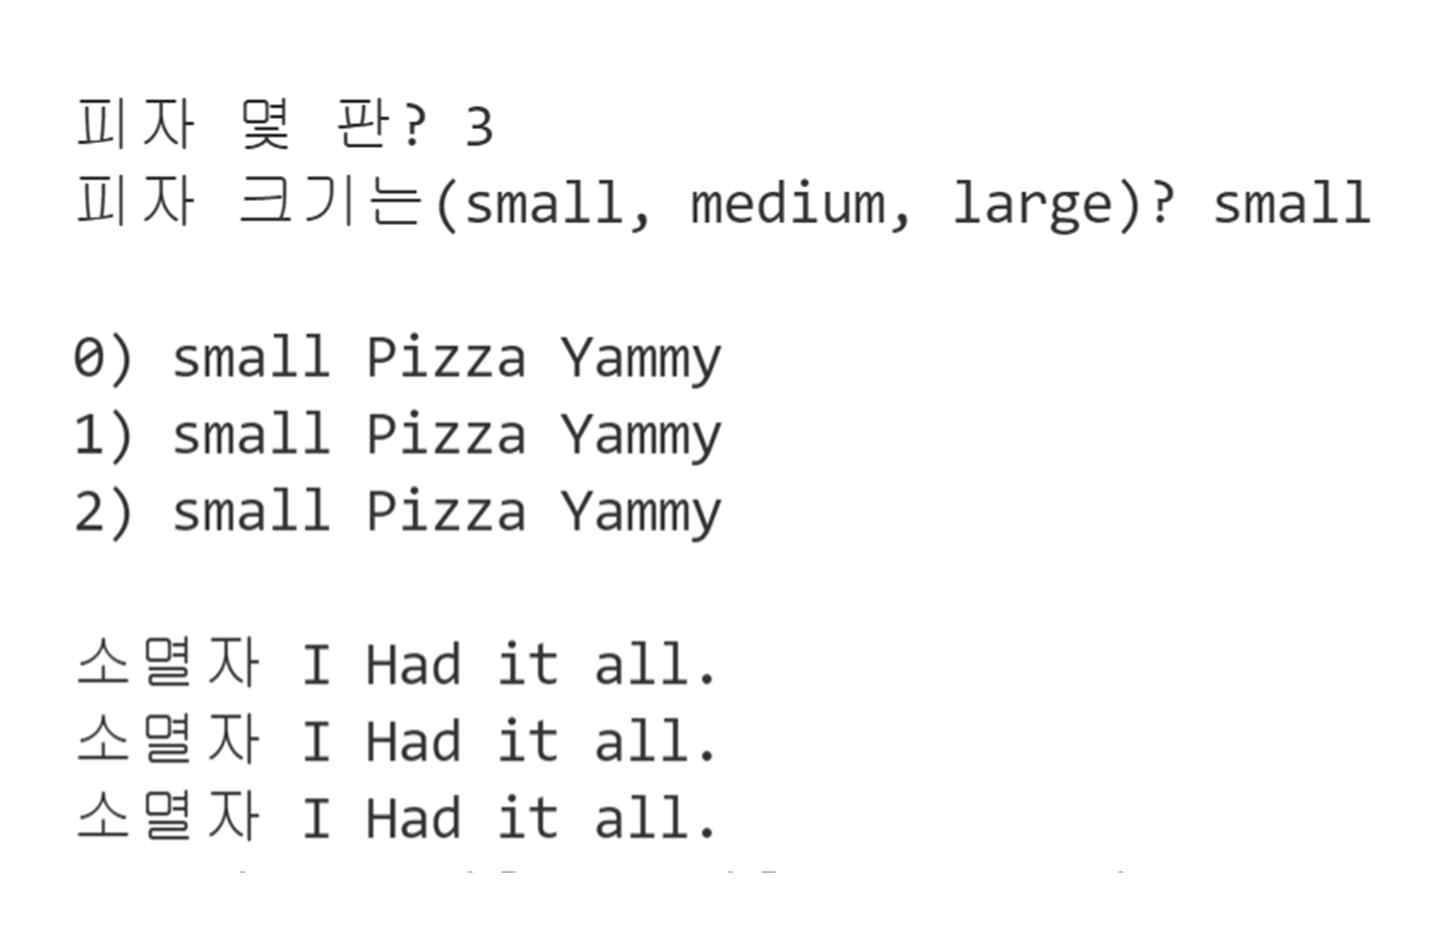 피자 몇 판? 3
피자 크기는(small, medium, large)? small
0) small Pizza Yammy
1) small Pizza Yammy
2) small Pizza Yammy
소멸자 I Had it all.
소멸자 I Had it all.
소멸자 I Had it all.